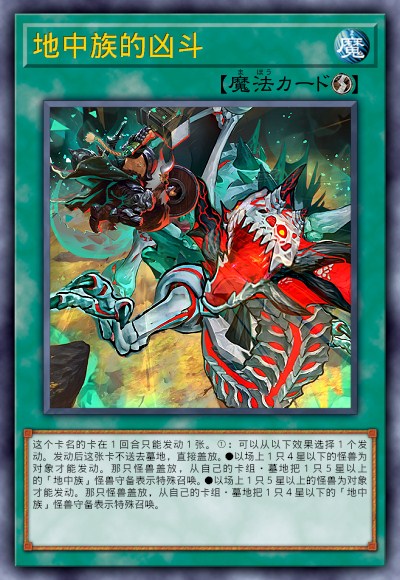 地中族的凶斗
魔
【魔法カード】
まほう
这个卡名的卡在1回合只能发动1张。①：可以从以下效果选择1个发
动。发动后这张卡不送去墓地，直接盖放。●以场上1只4星以下的怪兽为
对象才能发动。那只怪兽盖放，从自己的卡组・墓地把1只5星以上
的「地中族」怪兽守备表示特殊召唤。●以场上1只5星以上的怪兽为对
象才能发动。那只怪兽盖放，从自己的卡组・墓地把1只4星以下的「地中
族」怪兽守备表示特殊召唤。